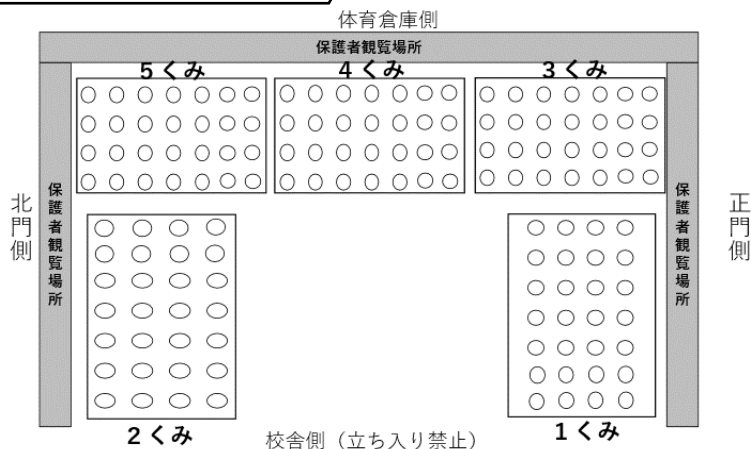 体育倉庫側
保護者観覧場所
5くみ
4くみ
3くみ
北門側
保護者観覧場所
保護者観覧場所
正門側
2くみ
校舎側（立ち入り禁止）
1くみ